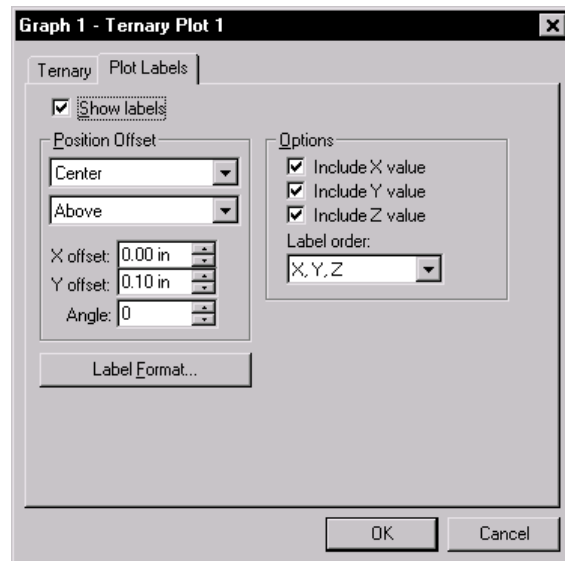 Graph 1 - Ternary Plot 1
Ternary
Plot Labels
Show labels
Position Offset
Center
Above
X offset: 0.00 in
Y offset: 0.10 in
Angle: 0
Label Format...
Options
Include X value
Include Y value
Include Z value
Label order:
X, Y, Z
OK
Cancel